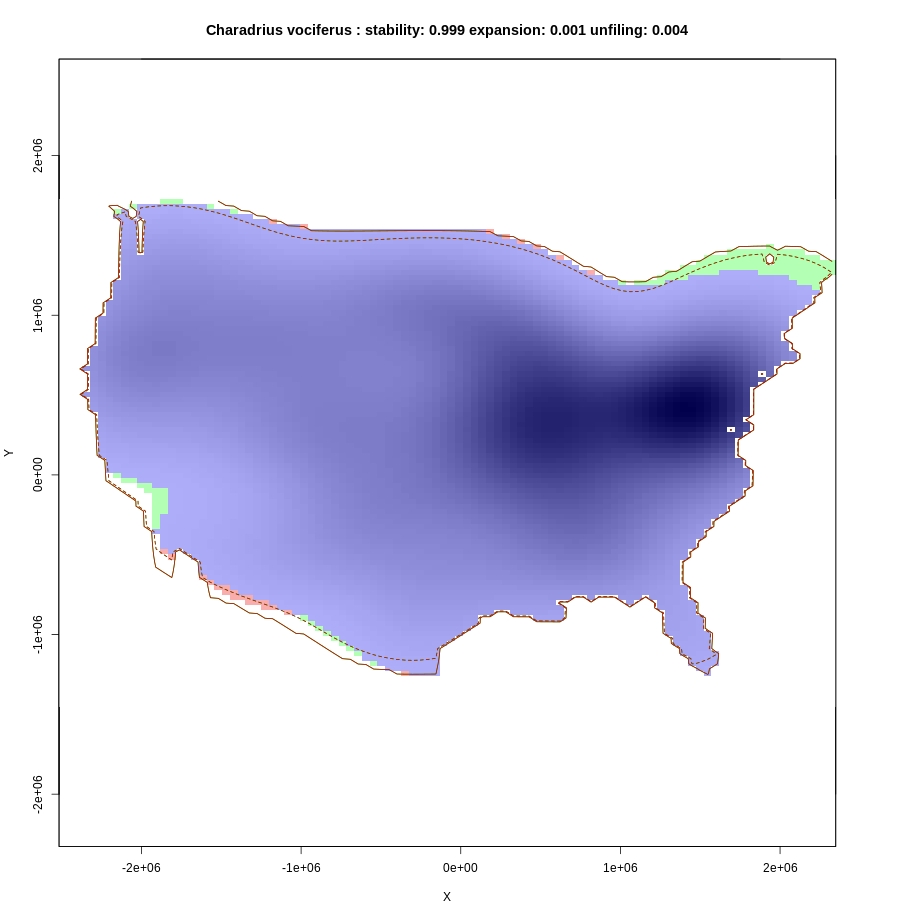 Charadrius vociferus : stability: 0.999 expansion: 0.001 unfiling: 0.004
2e+06
1e+06
0e+00
-1e+06
-2e+06
Y
-2e+06 -1e+06 0e+00 1e+06 2e+06
X